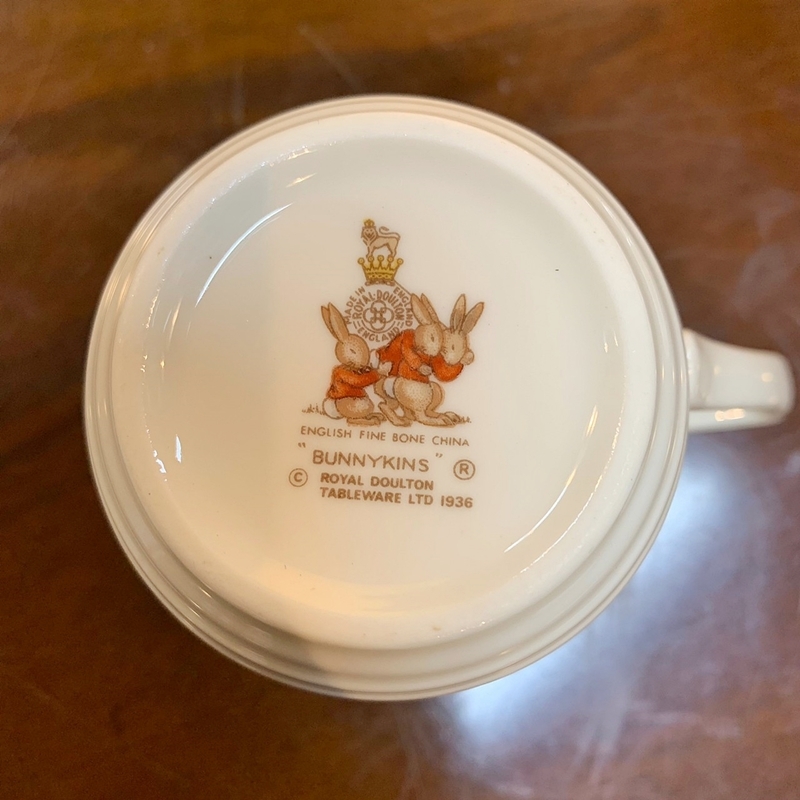 MADE IN ENGLAND
ROYAL·DOULTON
ENGLAND
ENGLISH FINE BONE CHINA
"BUNNYKINS" ®
© ROYAL DOULTON
TABLEWARE LTD 1936